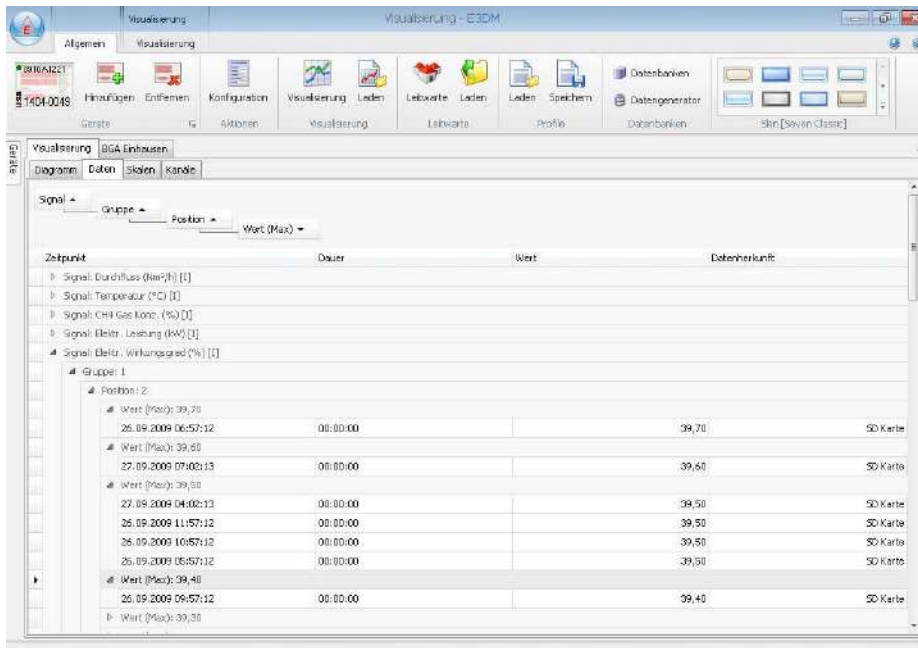 Visualisierung
Visualisierung - E3DM
Allgemein Visualisierung
1404-0049
Hinzufügen Entfernen Konfiguration Visualisierung Laden Leitwarte Laden Laden Speichern
Datenbanken
Datengenerator
Geräte Aktionen Visualisierung Leitwarte Profile Datenbanken Skin [Seven Classic]
Geräte
Visualisierung BGA Einhausen
Diagramm Daten Skalen Kanäle
Signal
Gruppe
Position
Wert (Max)
Zeitpunkt Dauer Wert Datenherkunft
Signal: Durchfluss (Nm³/h) [I]
Signal: Temperatur (°C) [I]
Signal: CH4 Gas Konz. (%) [I]
Signal: Elektr. Leistung (kW) [I]
Signal: Elektr. Wirkungsgrad (%) [I]
Gruppe: 1
Position: 2
Wert (Max): 39,70
26.09.2009 06:57:12 00:00:00 39,70 SD Karte
Wert (Max): 39,60
27.09.2009 07:02:13 00:00:00 39,60 SD Karte
Wert (Max): 39,50
27.09.2009 04:02:13 00:00:00 39,50 SD Karte
26.09.2009 11:57:12 00:00:00 39,50 SD Karte
26.09.2009 10:57:12 00:00:00 39,50 SD Karte
26.09.2009 05:57:12 00:00:00 39,50 SD Karte
Wert (Max): 39,40
26.09.2009 09:57:12 00:00:00 39,40 SD Karte
Wert (Max): 39,30